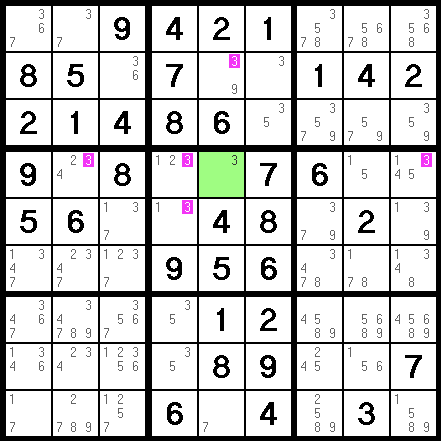 3 3 3 3
6 9 4 2 1 5 5 6 5 6
7 7 7 8 7 8 8
3 3 3
8 5 6 7 1 4 2
9
3 3 3
2 1 4 8 6 5 5 5 5
7 9 7 9 9
2 3 1 2 3 3 1 1 3
9 4 8 7 6 5 4 5
1 3 1 3 3 1 3
5 6 4 8 2
7 7 9 9
1 3 2 3 1 2 3 3 1 1 3
4 4 9 5 6 4 4
7 7 7 7 8 7 8 8
3 3 3 3
4 6 4 5 6 5 1 2 4 5 5 6 4 5 6
7 7 8 9 7 8 9 8 9 8 9
1 3 2 3 1 2 3 3 2 1
4 6 4 5 6 5 8 9 4 5 5 6 7
1 2 1 2 2 1
5 6 4 5 3 5
7 7 8 9 7 7 8 9 8 9